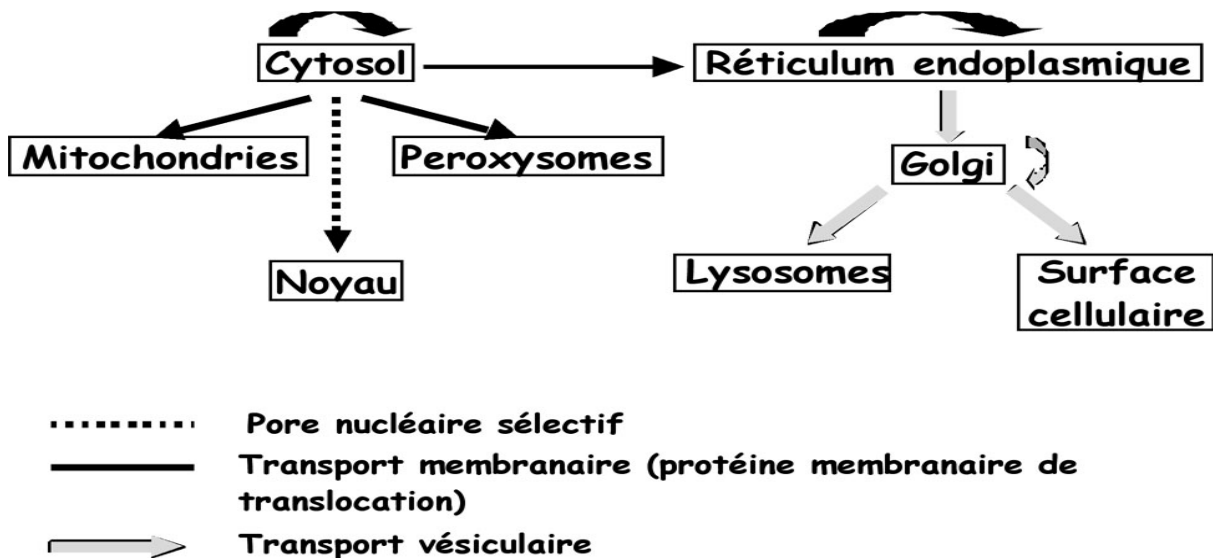 Cytosol
Réticulum endoplasmique
Mitochondries
Peroxysomes
Golgi
Noyau
Lysosomes
Surface
cellulaire
Pore nucléaire sélectif
Transport membranaire (protéine membranaire de
translocation)
Transport vésiculaire